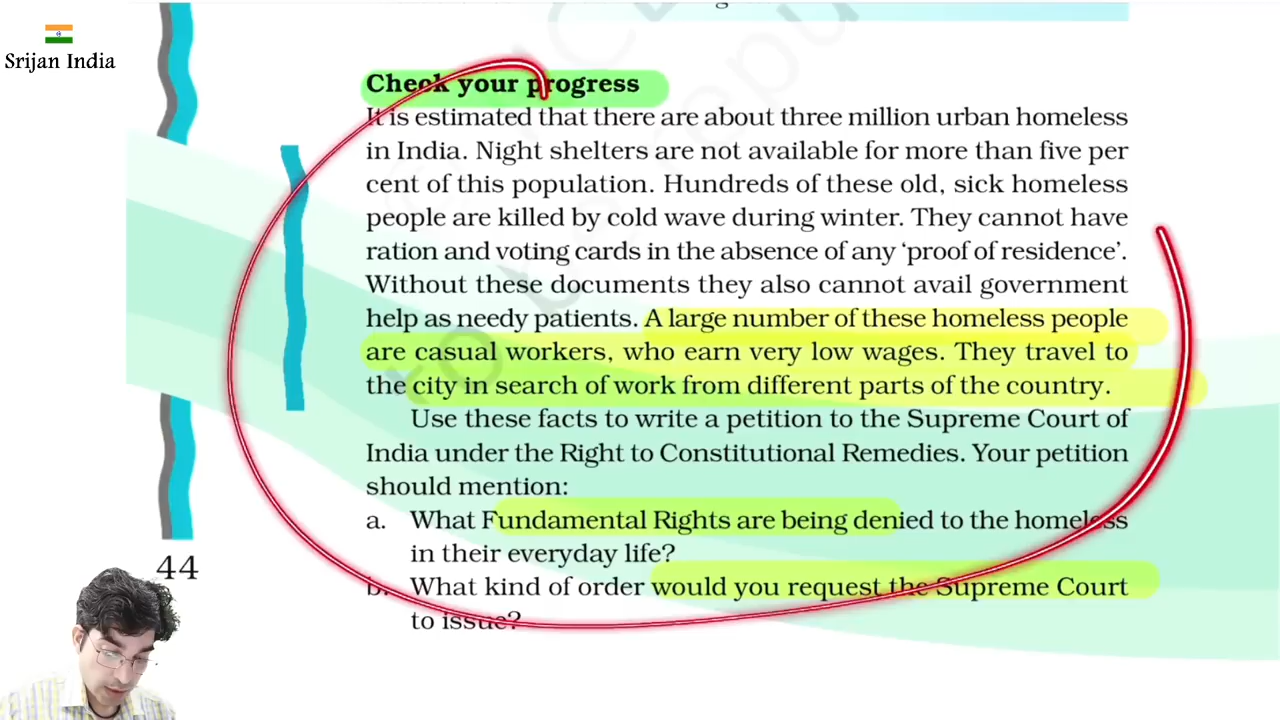 Srijan India
Check your progress
It is estimated that there are about three million urban homeless
in India. Night shelters are not available for more than five per
cent of this population. Hundreds of these old, sick homeless
people are killed by cold wave during winter. They cannot have
ration and voting cards in the absence of any ‘proof of residence’.
Without these documents they also cannot avail government
help as needy patients. A large number of these homeless people
are casual workers, who earn very low wages. They travel to
the city in search of work from different parts of the country.
Use these facts to write a petition to the Supreme Court of
India under the Right to Constitutional Remedies. Your petition
should mention:
a. What Fundamental Rights are being denied to the homeless
in their everyday life?
b. What kind of order would you request the Supreme Court
to issue?
44